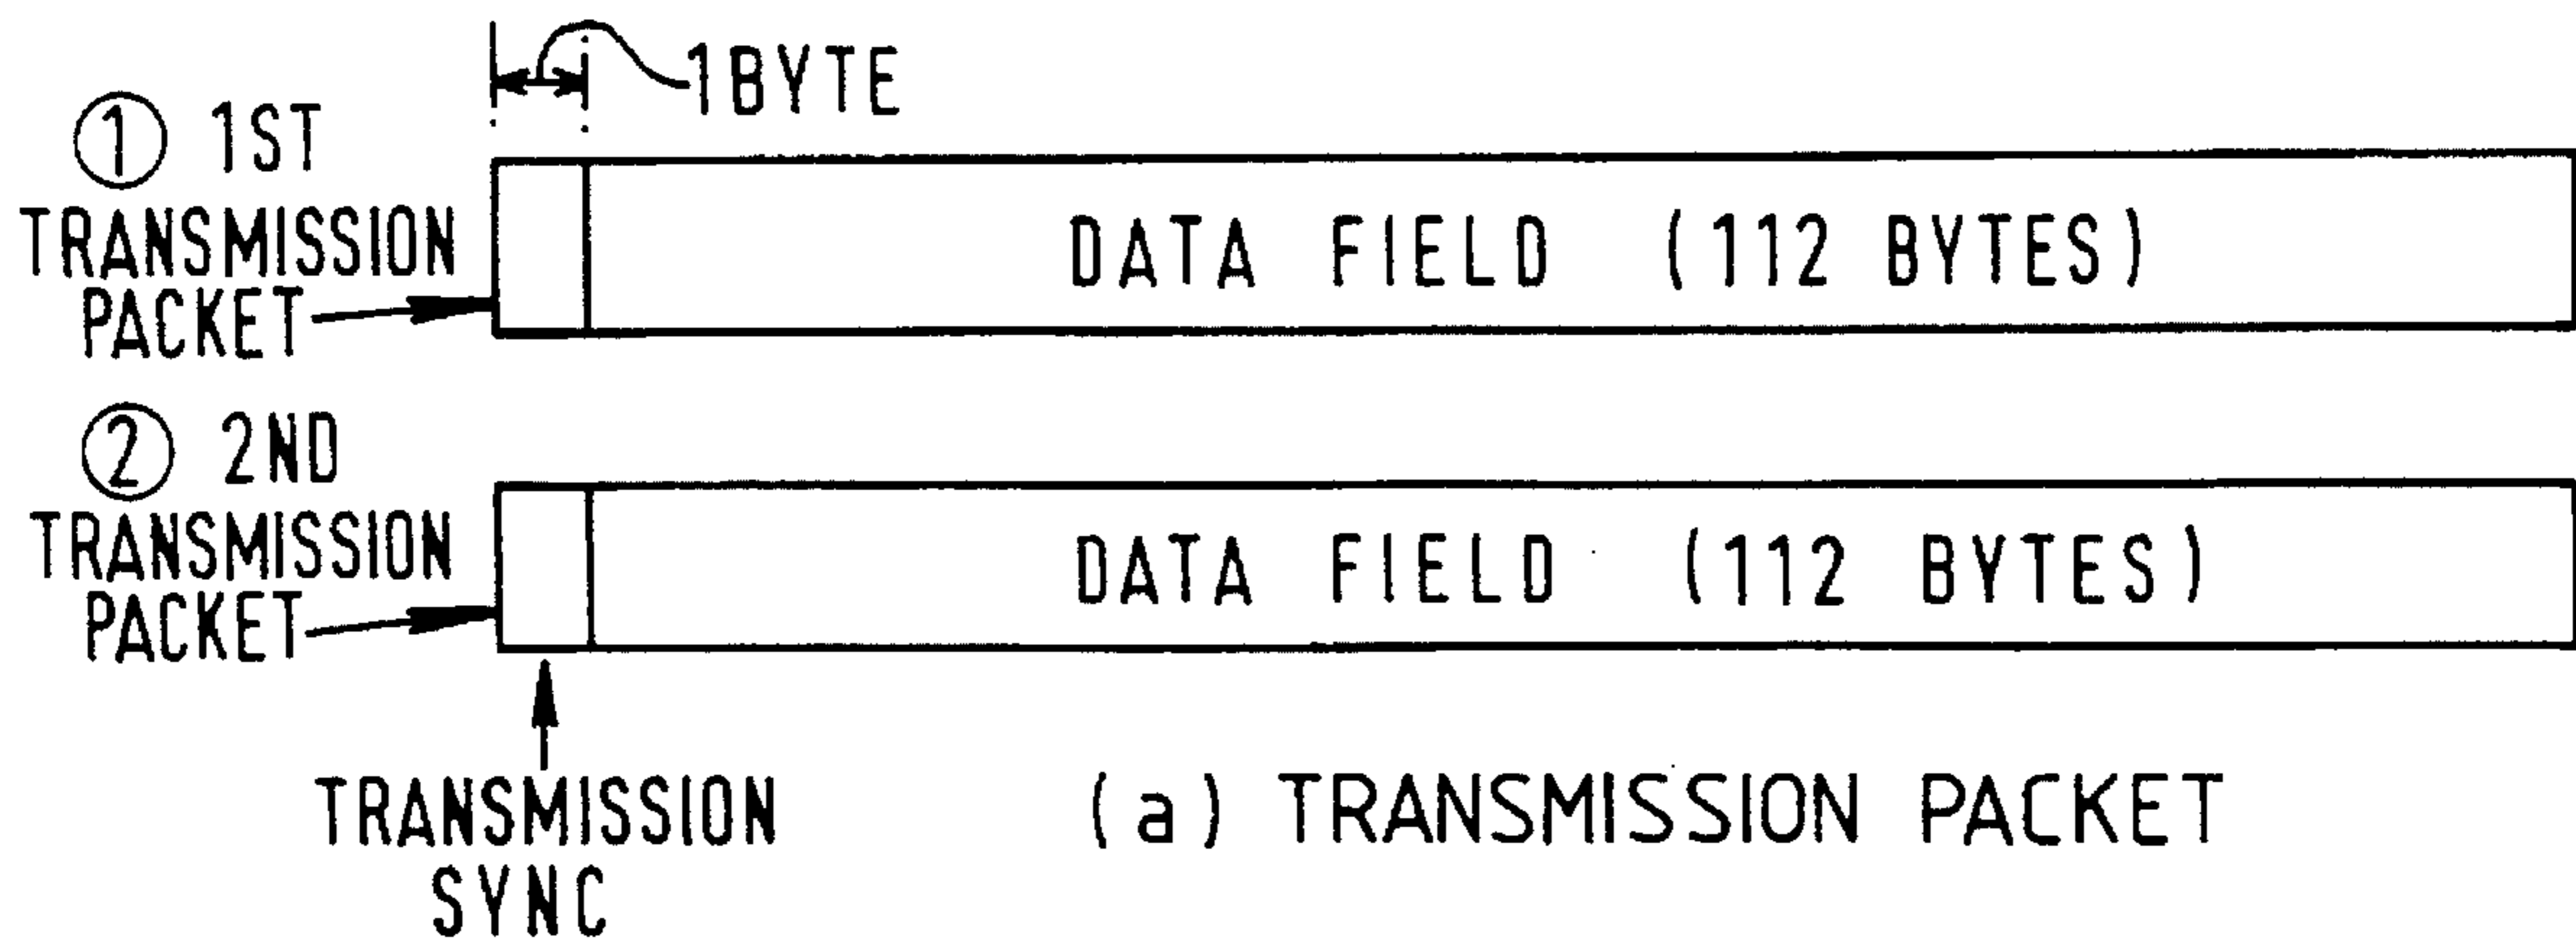 1BYTE
① 1ST
TRANSMISSION
PACKET
DATA FIELD (112 BYTES)
② 2ND
TRANSMISSION
PACKET
DATA FIELD (112 BYTES)
TRANSMISSION
SYNC
(a) TRANSMISSION PACKET